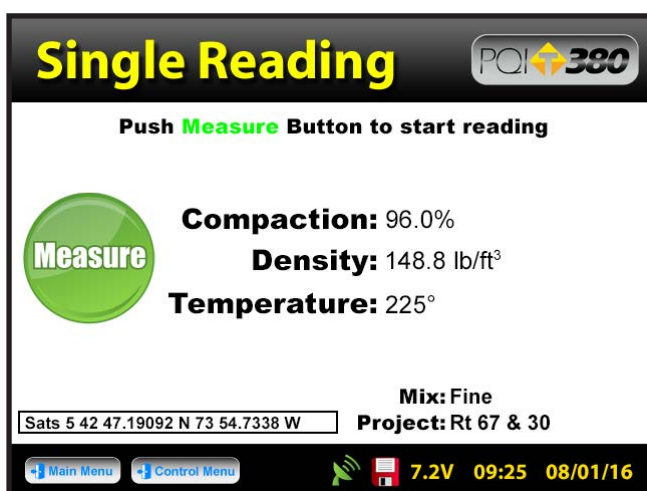 Single Reading
PQI T 380
Push Measure Button to start reading
Measure
Compaction: 96.0%
Density: 148.8 lb/ft³
Temperature: 225°
Mix: Fine
Sats 5 42 47.19092 N 73 54.7338 W
Project: Rt 67 & 30
Main Menu
Control Menu
7.2V
09:25
08/01/16